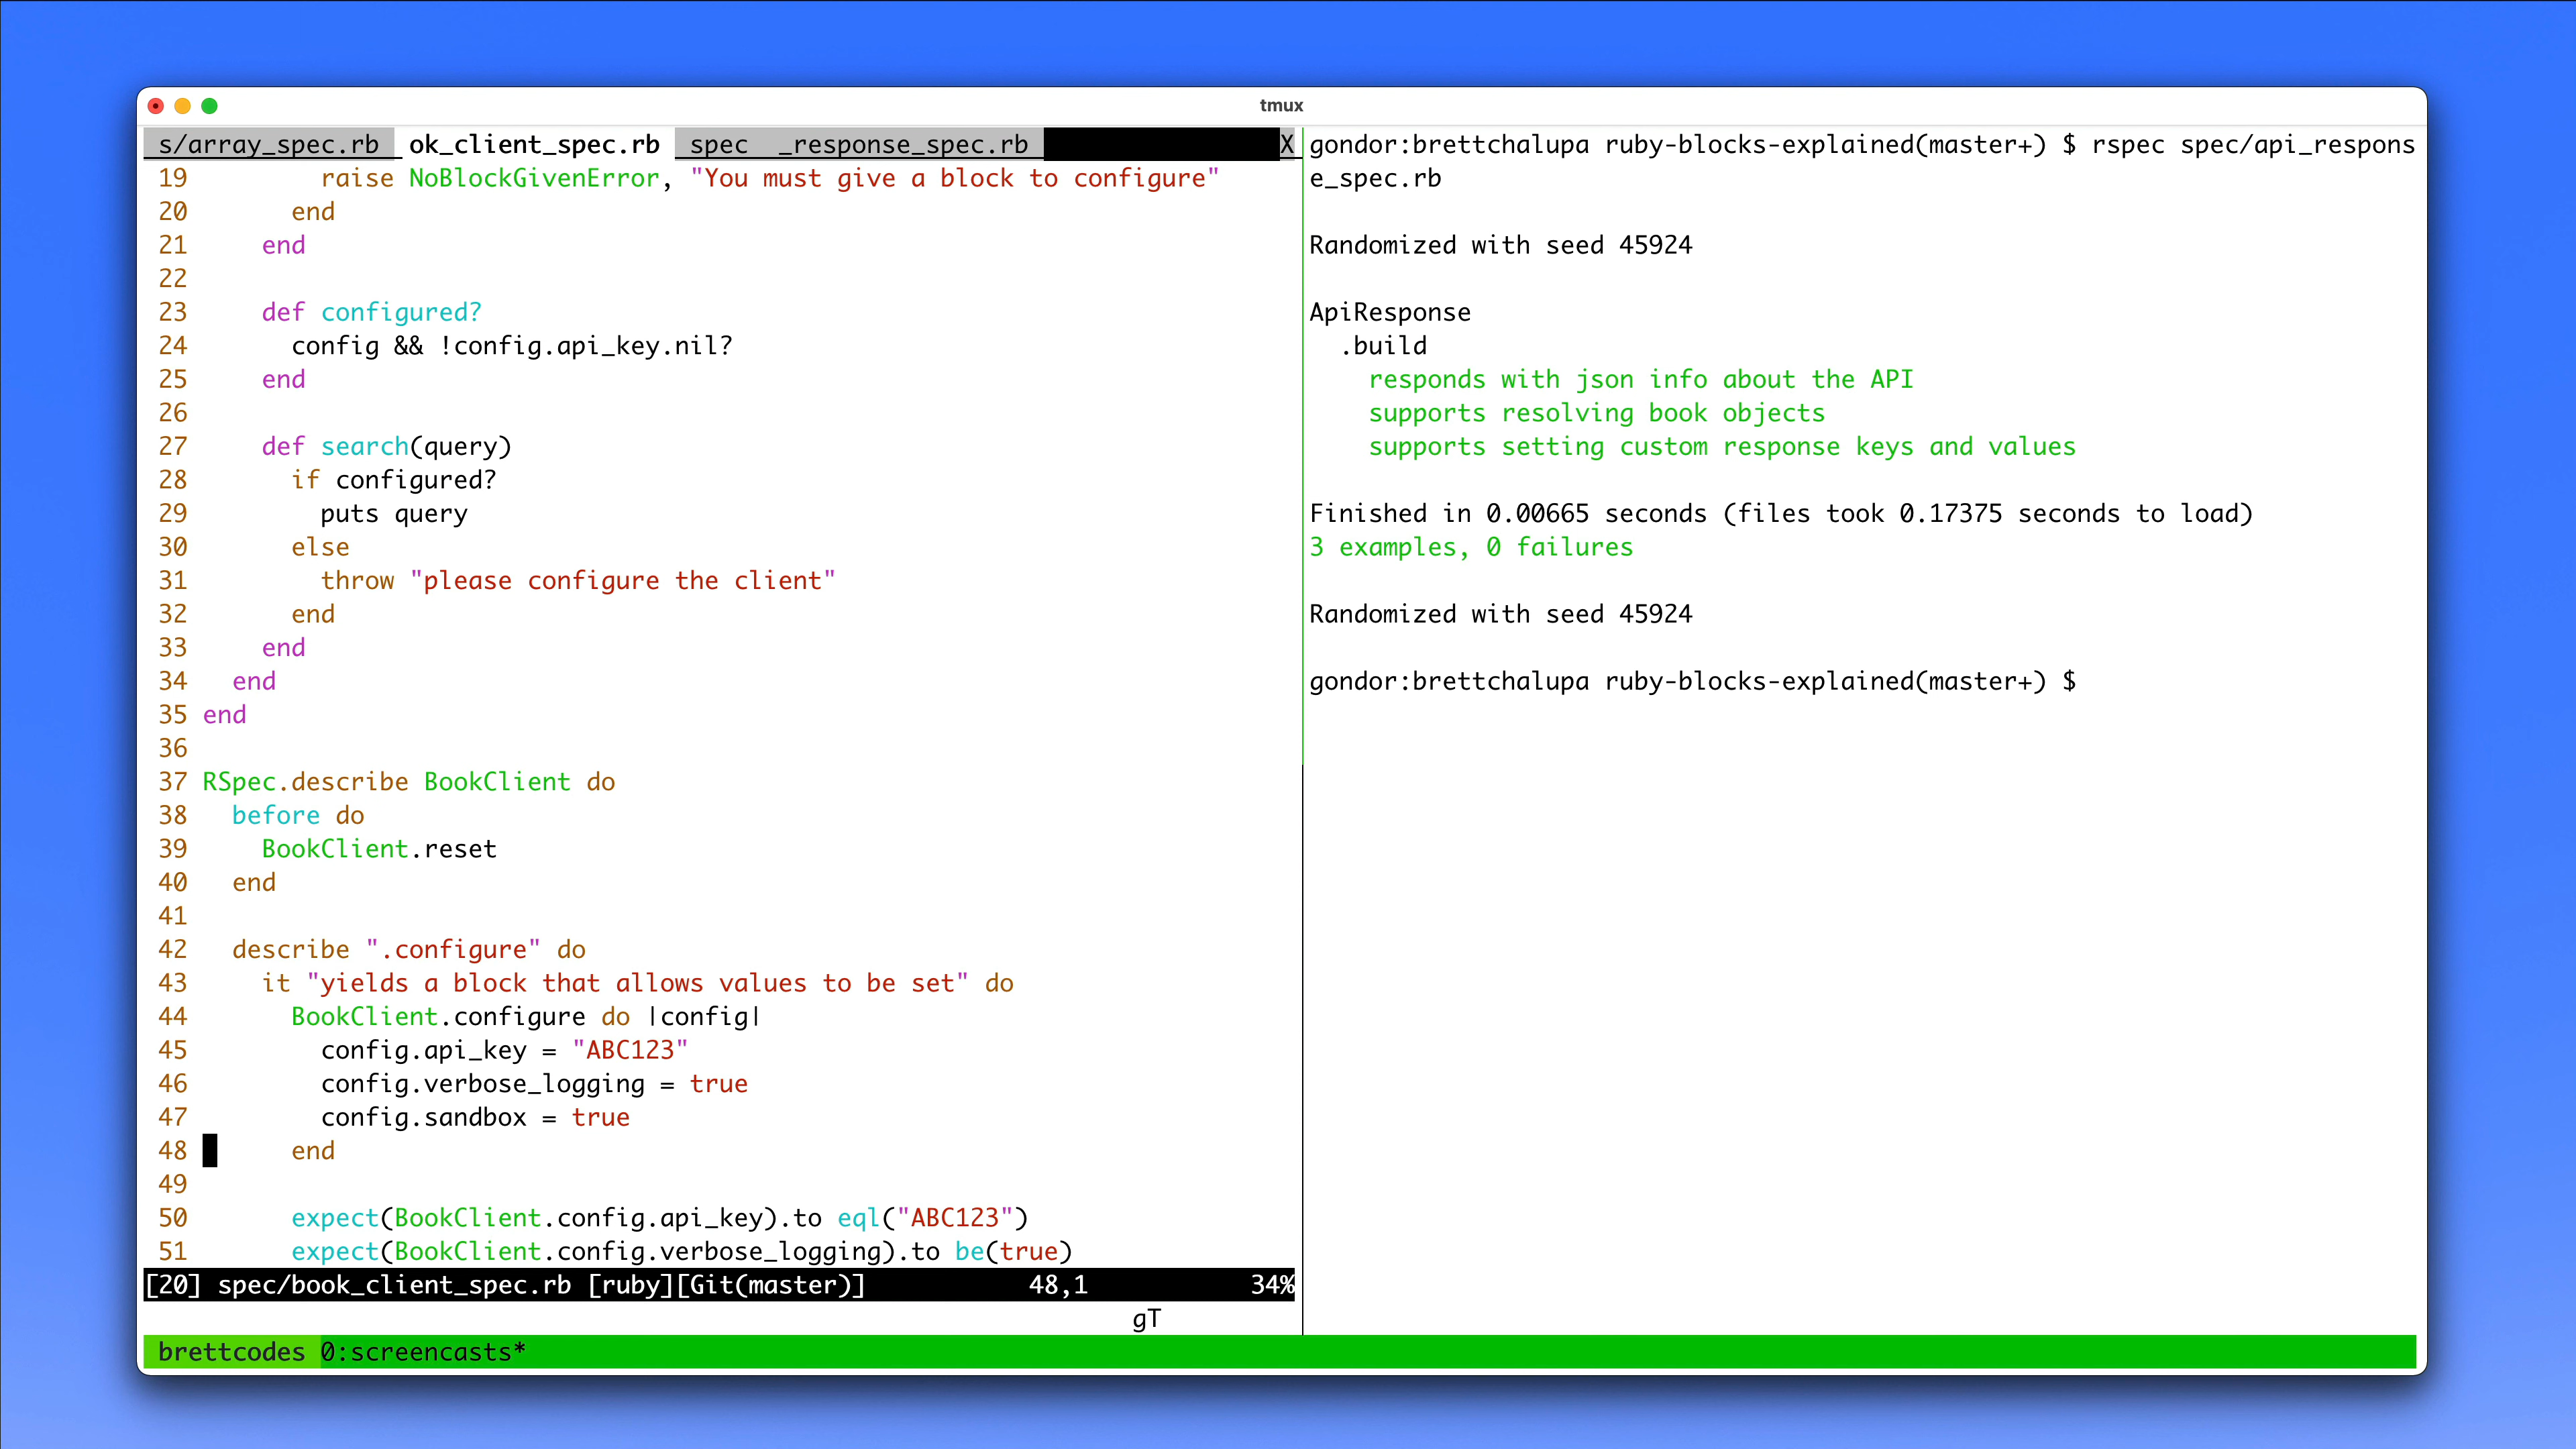 tmux
s/array_spec.rb ok_client_spec.rb spec _response_spec.rb X
19 raise NoBlockGivenError, "You must give a block to configure"
20 end
21 end
22
23 def configured?
24 config && !config.api_key.nil?
25 end
26
27 def search(query)
28 if configured?
29 puts query
30 else
31 throw "please configure the client"
32 end
33 end
34 end
35 end
36
37 RSpec.describe BookClient do
38 before do
39 BookClient.reset
40 end
41
42 describe ".configure" do
43 it "yields a block that allows values to be set" do
44 BookClient.configure do |config|
45 config.api_key = "ABC123"
46 config.verbose_logging = true
47 config.sandbox = true
48 end
49
50 expect(BookClient.config.api_key).to eql("ABC123")
51 expect(BookClient.config.verbose_logging).to be(true)
[20] spec/book_client_spec.rb [ruby][Git(master)] 48,1 34%
gT
gondor:brettchalupa ruby-blocks-explained(master+) $ rspec spec/api_respons
e_spec.rb
Randomized with seed 45924
ApiResponse
.build
responds with json info about the API
supports resolving book objects
supports setting custom response keys and values
Finished in 0.00665 seconds (files took 0.17375 seconds to load)
3 examples, 0 failures
Randomized with seed 45924
gondor:brettchalupa ruby-blocks-explained(master+) $
brettcodes 0:screencasts*